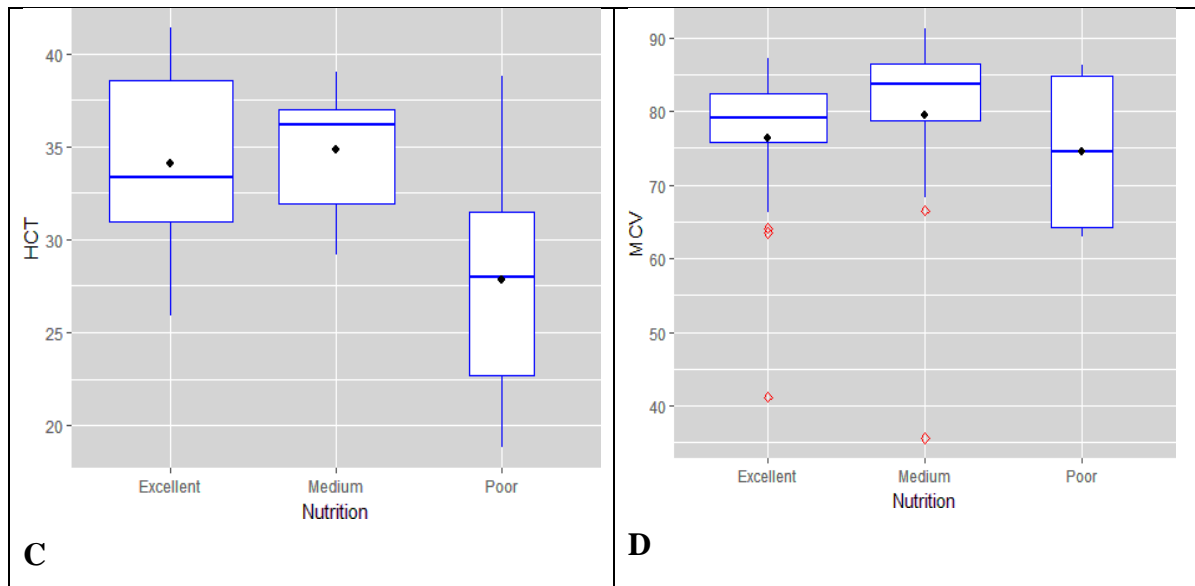 HCT
40
35
30
25
20
Excellent Medium Poor
Nutrition
C
MCV
90
80
70
60
50
40
Excellent Medium Poor
Nutrition
D